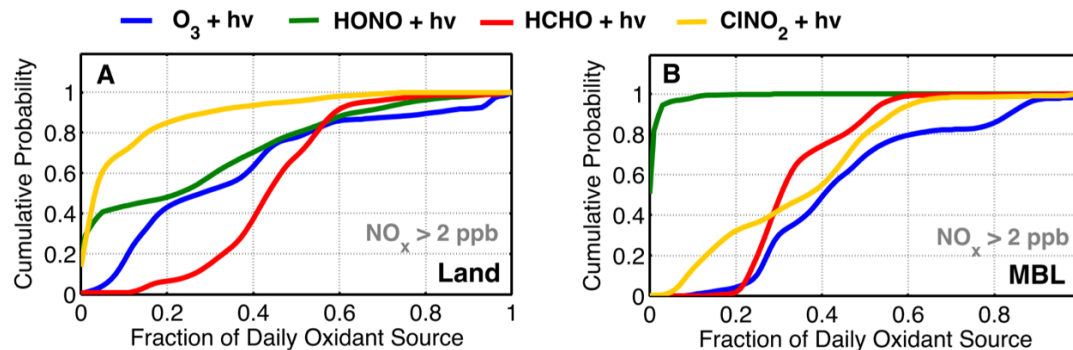 O3 + hv HONO + hv HCHO + hv ClNO2 + hv
A
Cumulative Probability
1
0.8
0.6
0.4
0.2
0
NOx > 2 ppb
Land
0 0.2 0.4 0.6 0.8 1
Fraction of Daily Oxidant Source
B
Cumulative Probability
1
0.8
0.6
0.4
0.2
0
NOx > 2 ppb
MBL
0 0.2 0.4 0.6 0.8
Fraction of Daily Oxidant Source